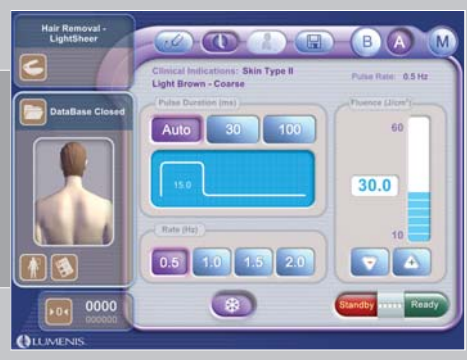 Hair Removal -
LightSheer
B A M
Clinical Indications: Skin Type II
Light Brown - Coarse
Pulse Rate: 0.5 Hz
DataBase Closed
Pulse Duration (ms)
Auto 30 100
15.0
Fluence (J/cm²)
60
30.0
10
Rate (Hz)
0.5 1.0 1.5 2.0
0000
000000
Standby Ready
LUMENIS